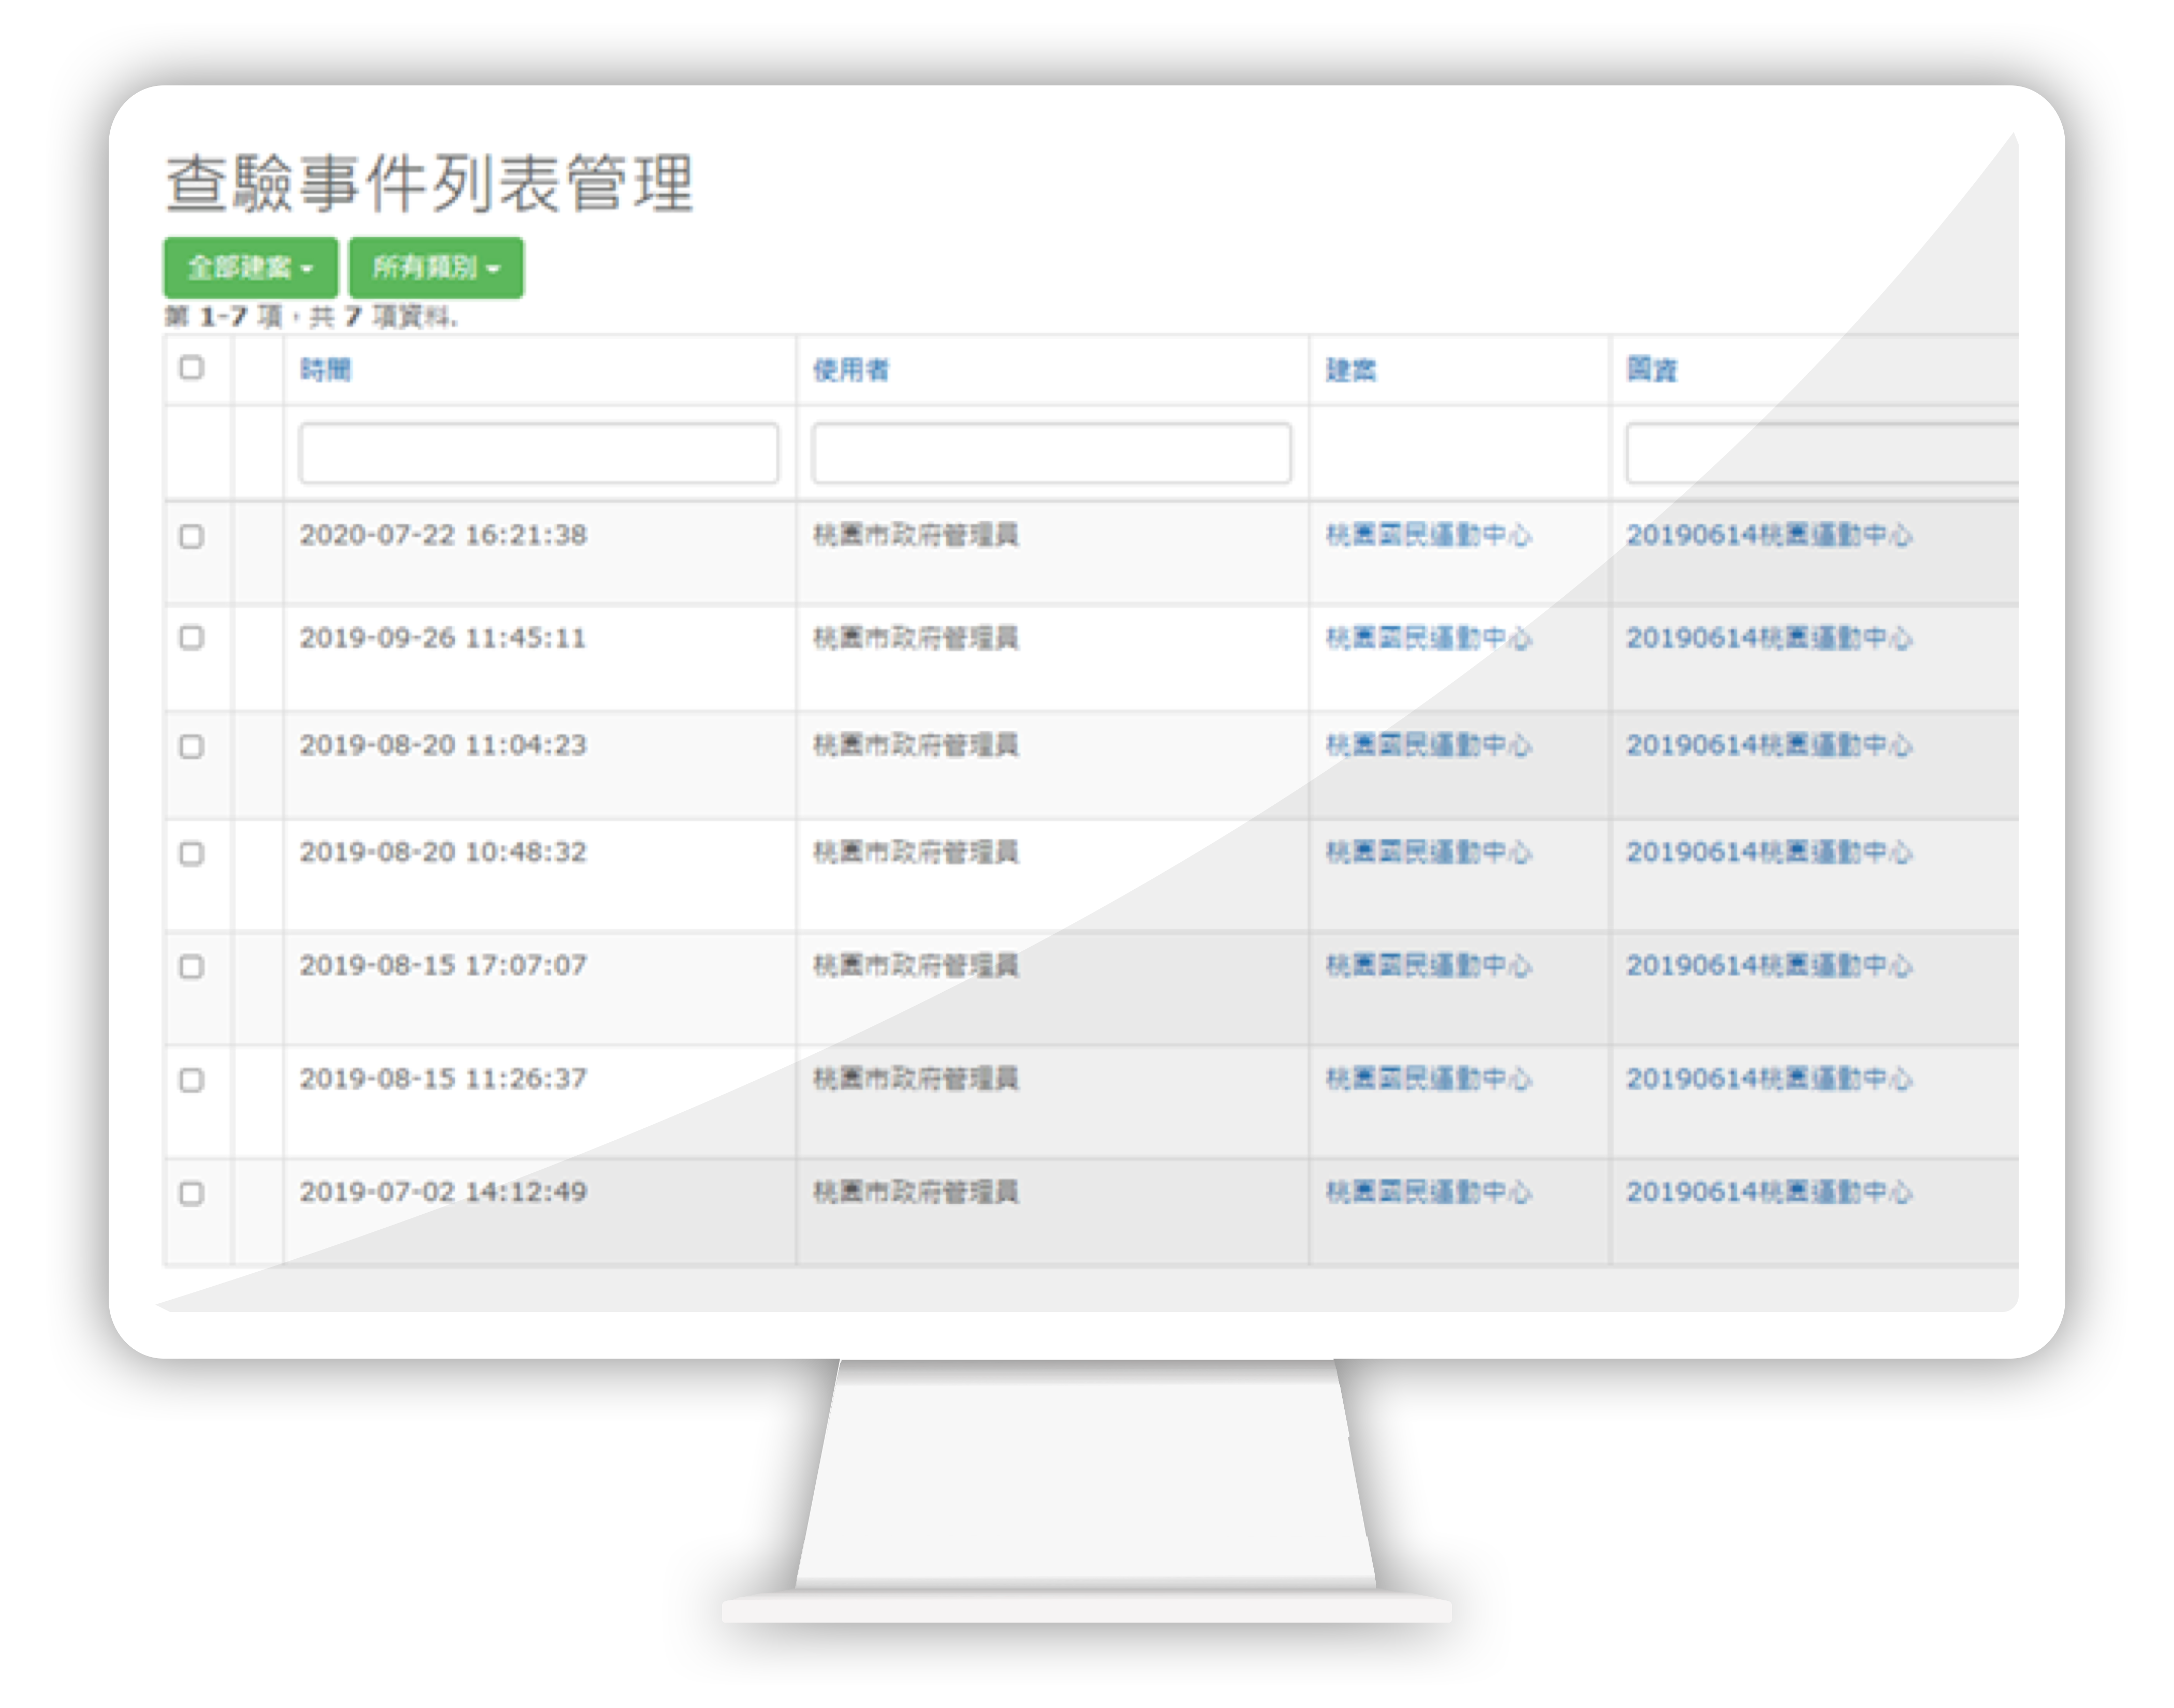 查驗事件列表管理
全部建案 所有類別
第 1-7 項，共 7 項資料.
時間 使用者 建案 圖資
2020-07-22 16:21:38 桃園市政府管理員 桃園國民運動中心 20190614桃園運動中心
2019-09-26 11:45:11 桃園市政府管理員 桃園國民運動中心 20190614桃園運動中心
2019-08-20 11:04:23 桃園市政府管理員 桃園國民運動中心 20190614桃園運動中心
2019-08-20 10:48:32 桃園市政府管理員 桃園國民運動中心 20190614桃園運動中心
2019-08-15 17:07:07 桃園市政府管理員 桃園國民運動中心 20190614桃園運動中心
2019-08-15 11:26:37 桃園市政府管理員 桃園國民運動中心 20190614桃園運動中心
2019-07-02 14:12:49 桃園市政府管理員 桃園國民運動中心 20190614桃園運動中心